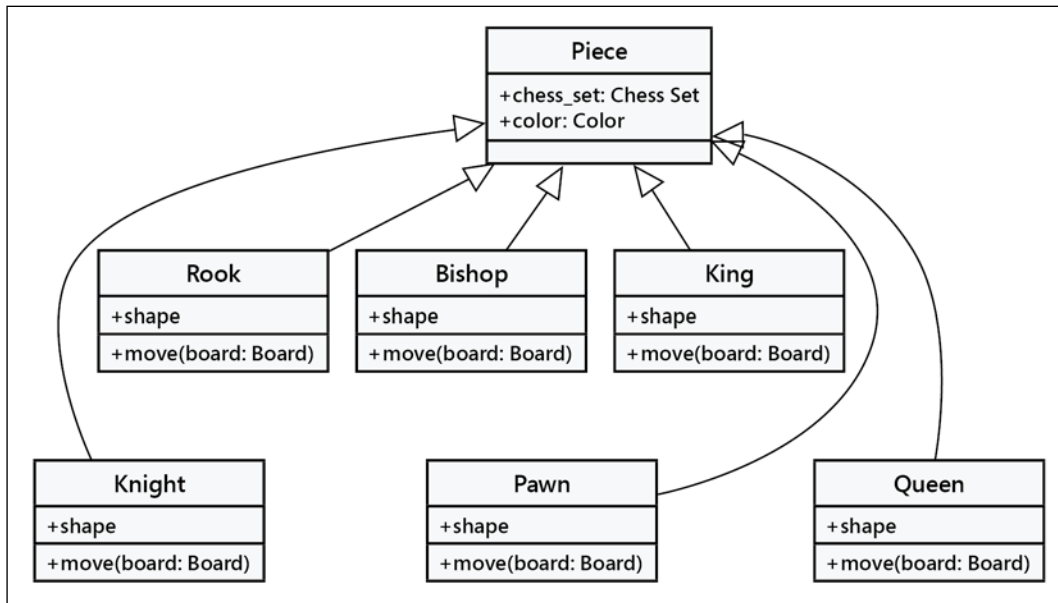 Piece
+chess_set: Chess Set
+color: Color
Rook
+shape
+move(board: Board)
Bishop
+shape
+move(board: Board)
King
+shape
+move(board: Board)
Knight
+shape
+move(board: Board)
Pawn
+shape
+move(board: Board)
Queen
+shape
+move(board: Board)